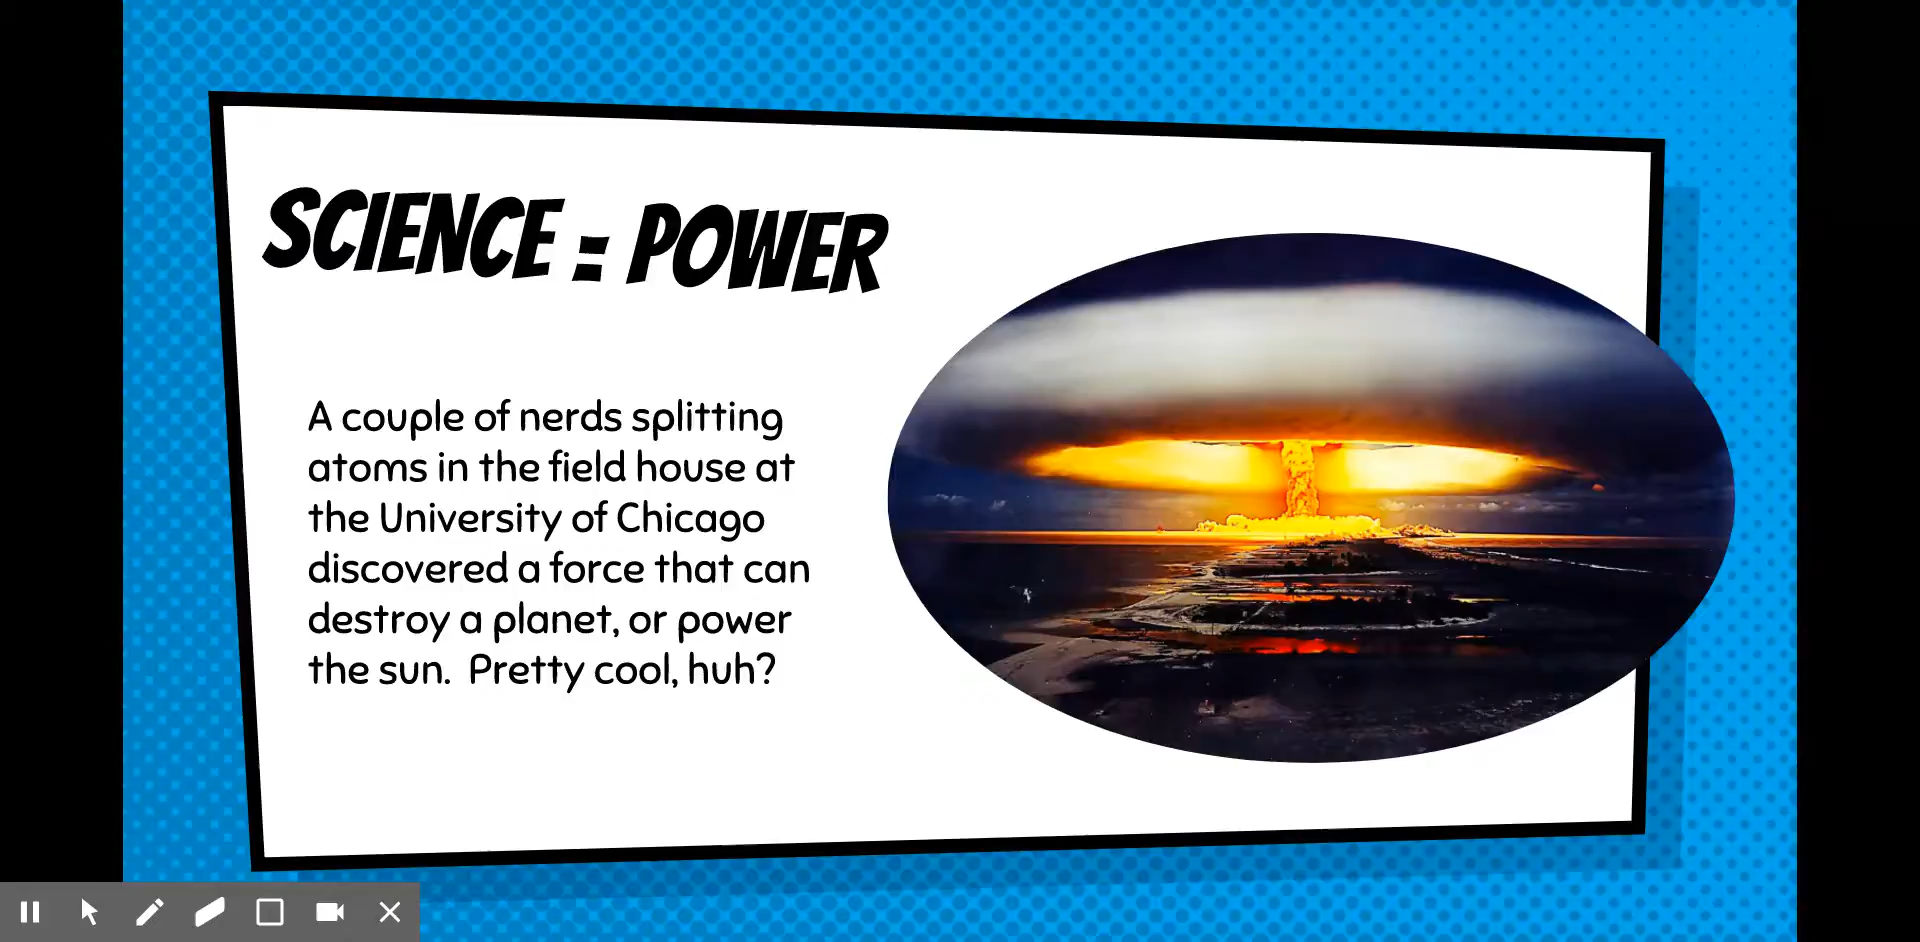 SCIENCE = POWER
A couple of nerds splitting
atoms in the field house at
the University of Chicago
discovered a force that can
destroy a planet, or power
the sun.  Pretty cool, huh?